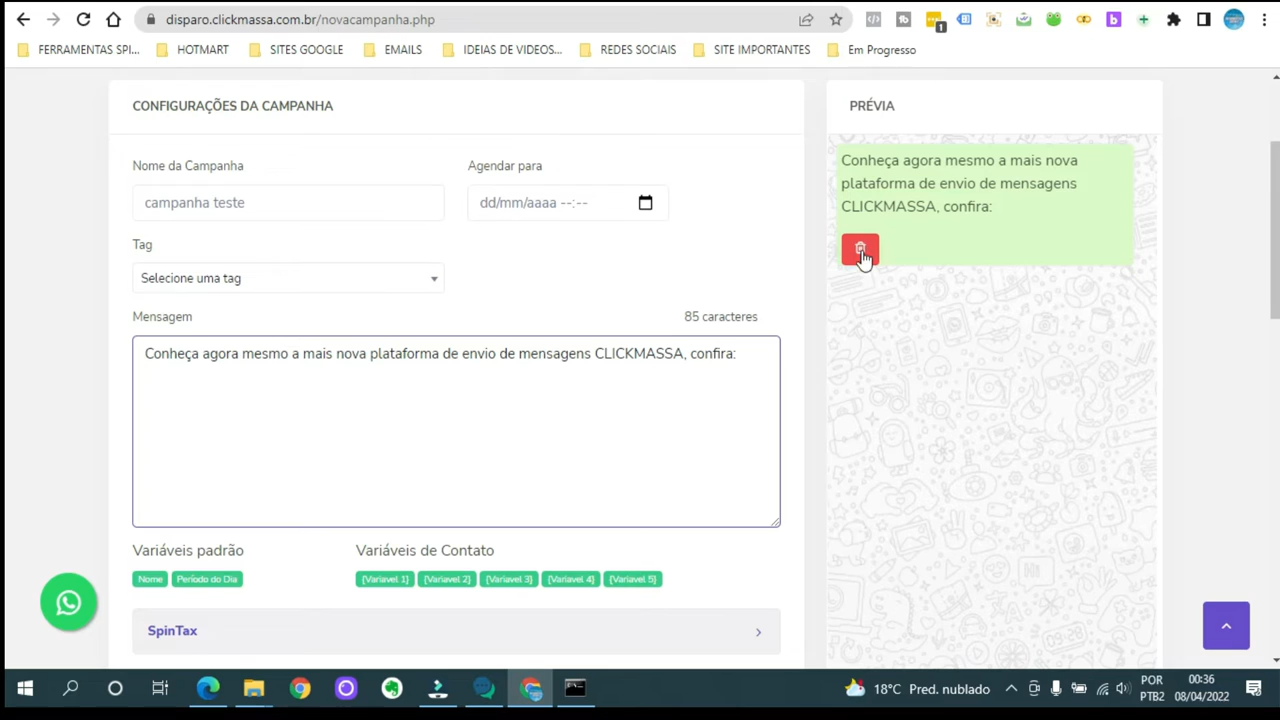 disparo.clickmassa.com.br/novacampanha.php
1
FERRAMENTAS SPI... HOTMART SITES GOOGLE EMAILS IDEIAS DE VIDEOS... REDES SOCIAIS SITE IMPORTANTES Em Progresso
CONFIGURAÇÕES DA CAMPANHA
Nome da Campanha Agendar para
campanha teste dd/mm/aaaa --:--
Tag
Selecione uma tag
Mensagem 85 caracteres
Conheça agora mesmo a mais nova plataforma de envio de mensagens CLICKMASSA, confira:
Variáveis padrão Variáveis de Contato
Nome Período do Dia {Variavel 1} {Variavel 2} {Variavel 3} {Variavel 4} {Variavel 5}
SpinTax
PRÉVIA
Conheça agora mesmo a mais nova
plataforma de envio de mensagens
CLICKMASSA, confira:
09:28
18°C Pred. nublado
POR
PTB2
00:36
08/04/2022